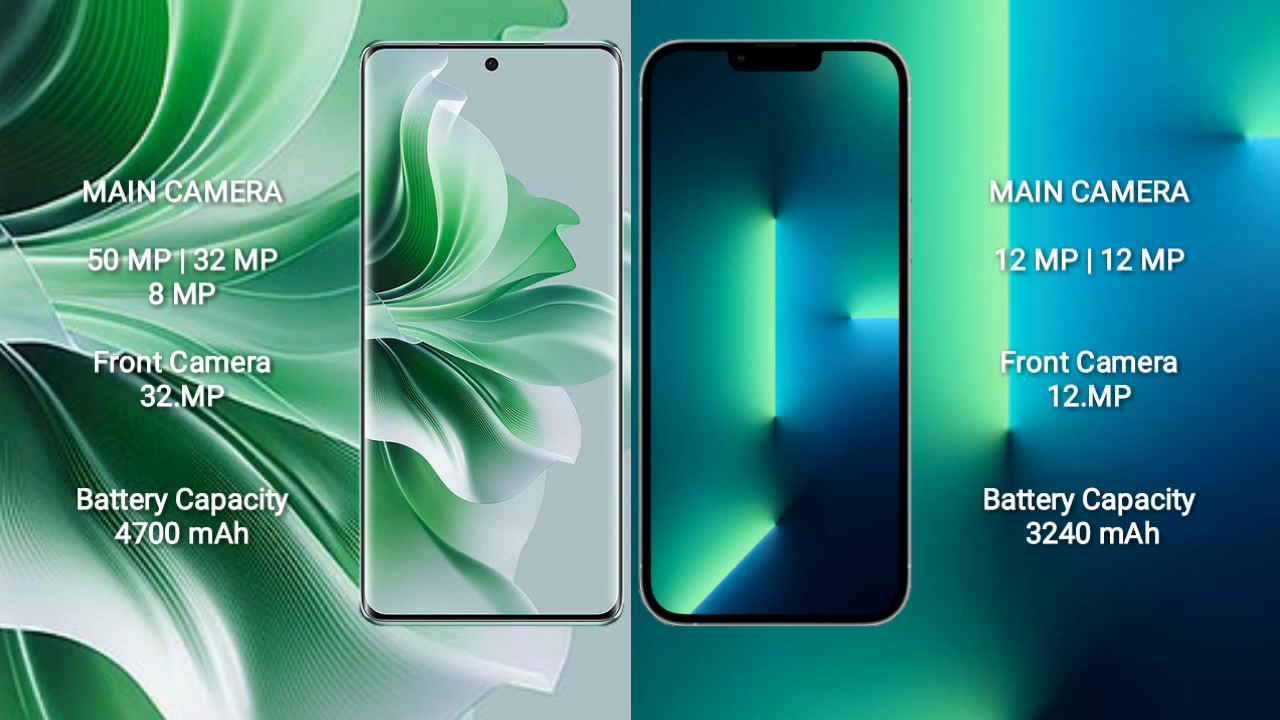 MAIN CAMERA
50 MP | 32 MP
8 MP
Front Camera
32.MP
Battery Capacity
4700 mAh
MAIN CAMERA
12 MP | 12 MP
Front Camera
12.MP
Battery Capacity
3240 mAh